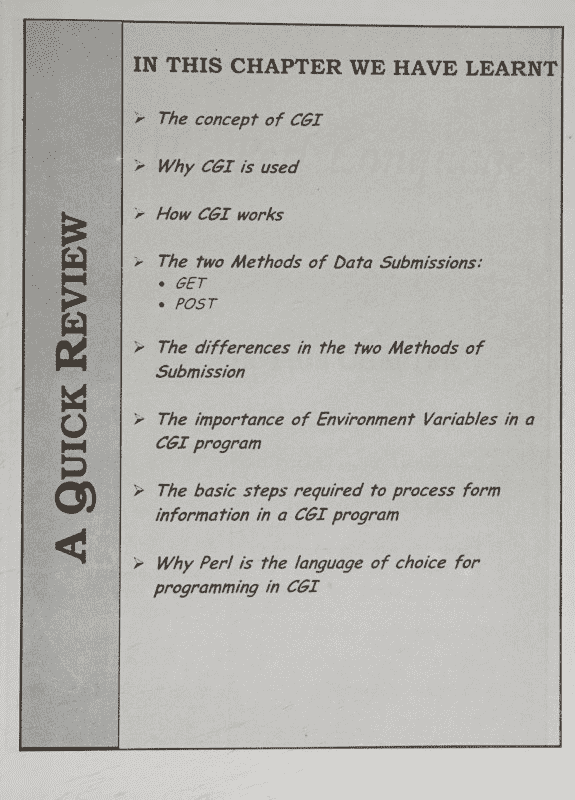 A QUICK REVIEW
IN THIS CHAPTER WE HAVE LEARNT
➢ The concept of CGI
➢ Why CGI is used
➢ How CGI works
➢ The two Methods of Data Submissions:
• GET
• POST
➢ The differences in the two Methods of
Submission
➢ The importance of Environment Variables in a
CGI program
➢ The basic steps required to process form
information in a CGI program
➢ Why Perl is the language of choice for
programming in CGI